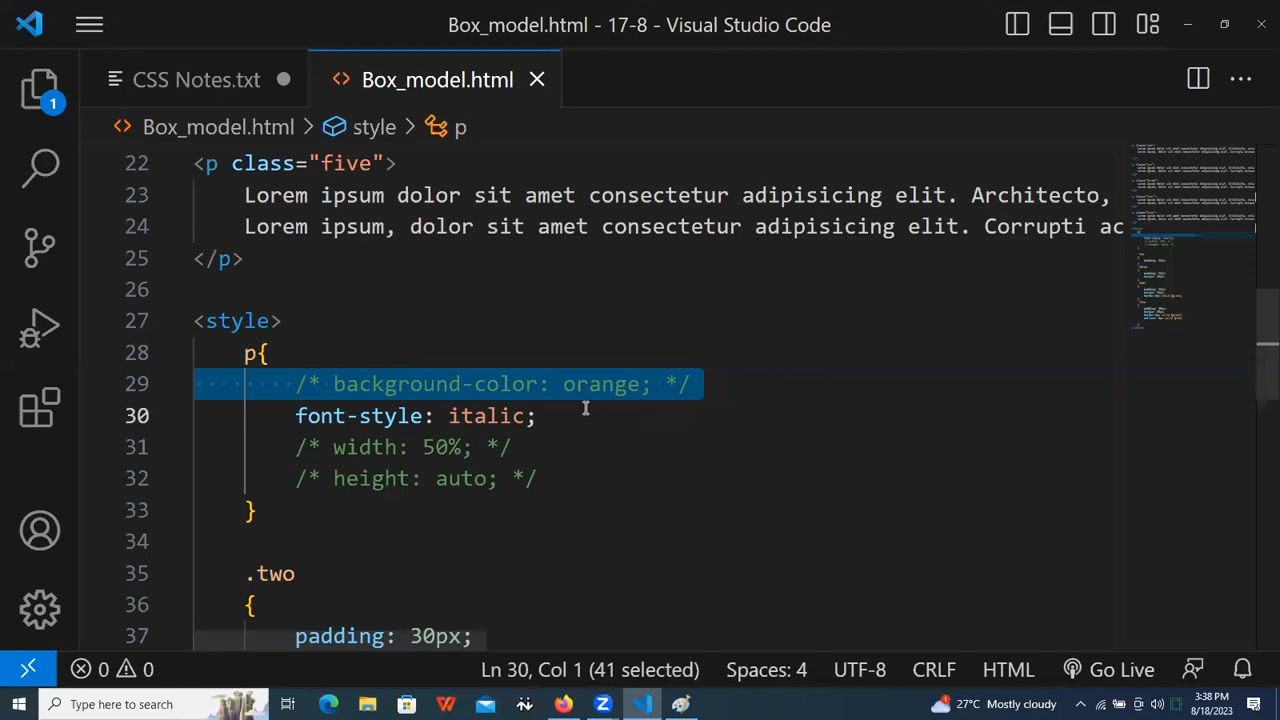 Box_model.html - 17-8 - Visual Studio Code
CSS Notes.txt
Box_model.html
Box_model.html > style > p
22 <p class="five">
23 Lorem ipsum dolor sit amet consectetur adipisicing elit. Architecto,
24 Lorem ipsum, dolor sit amet consectetur adipisicing elit. Corrupti ac
25 </p>
26
27 <style>
28 p{
29 /* background-color: orange; */
30 font-style: italic;
31 /* width: 50%; */
32 /* height: auto; */
33 }
34
35 .two
36 {
37 padding: 30px;
1
0 0
Ln 30, Col 1 (41 selected)
Spaces: 4
UTF-8
CRLF
HTML
Go Live
Type here to search
27°C Mostly cloudy
3:38 PM
8/18/2023